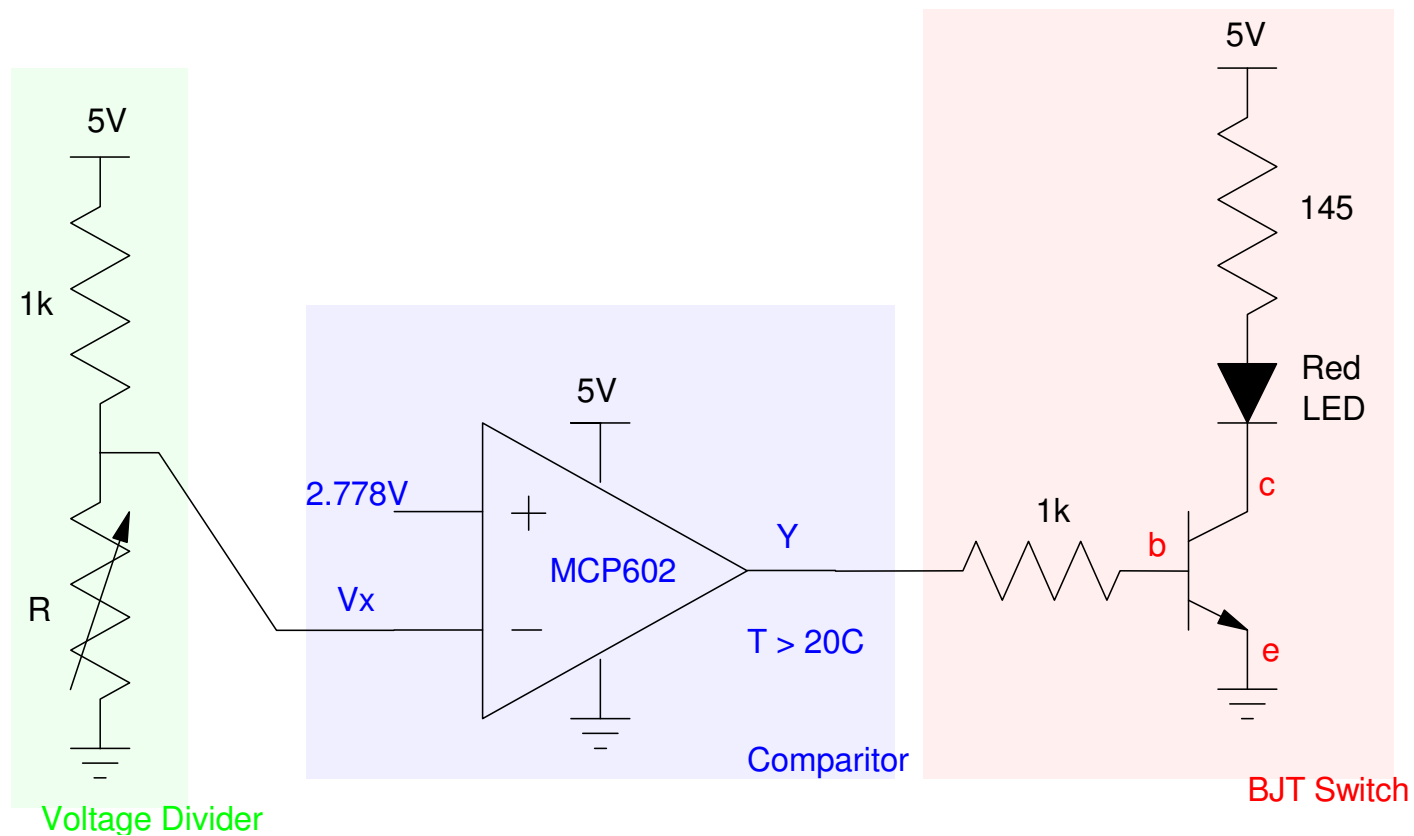 5V
1k
R
Voltage Divider
5V
2.778V
+
MCP602
Vx
−
Y
T > 20C
Comparitor
5V
145
Red
LED
c
1k
b
e
BJT Switch